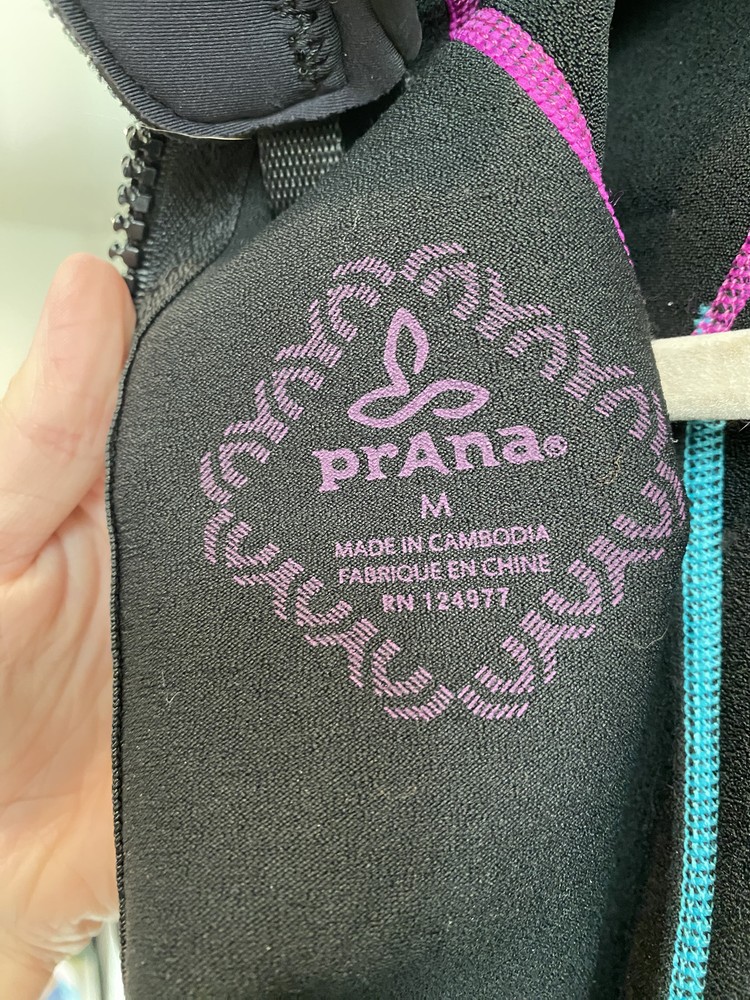 prAna®
M
MADE IN CAMBODIA
FABRIQUE EN CHINE
RN 124977